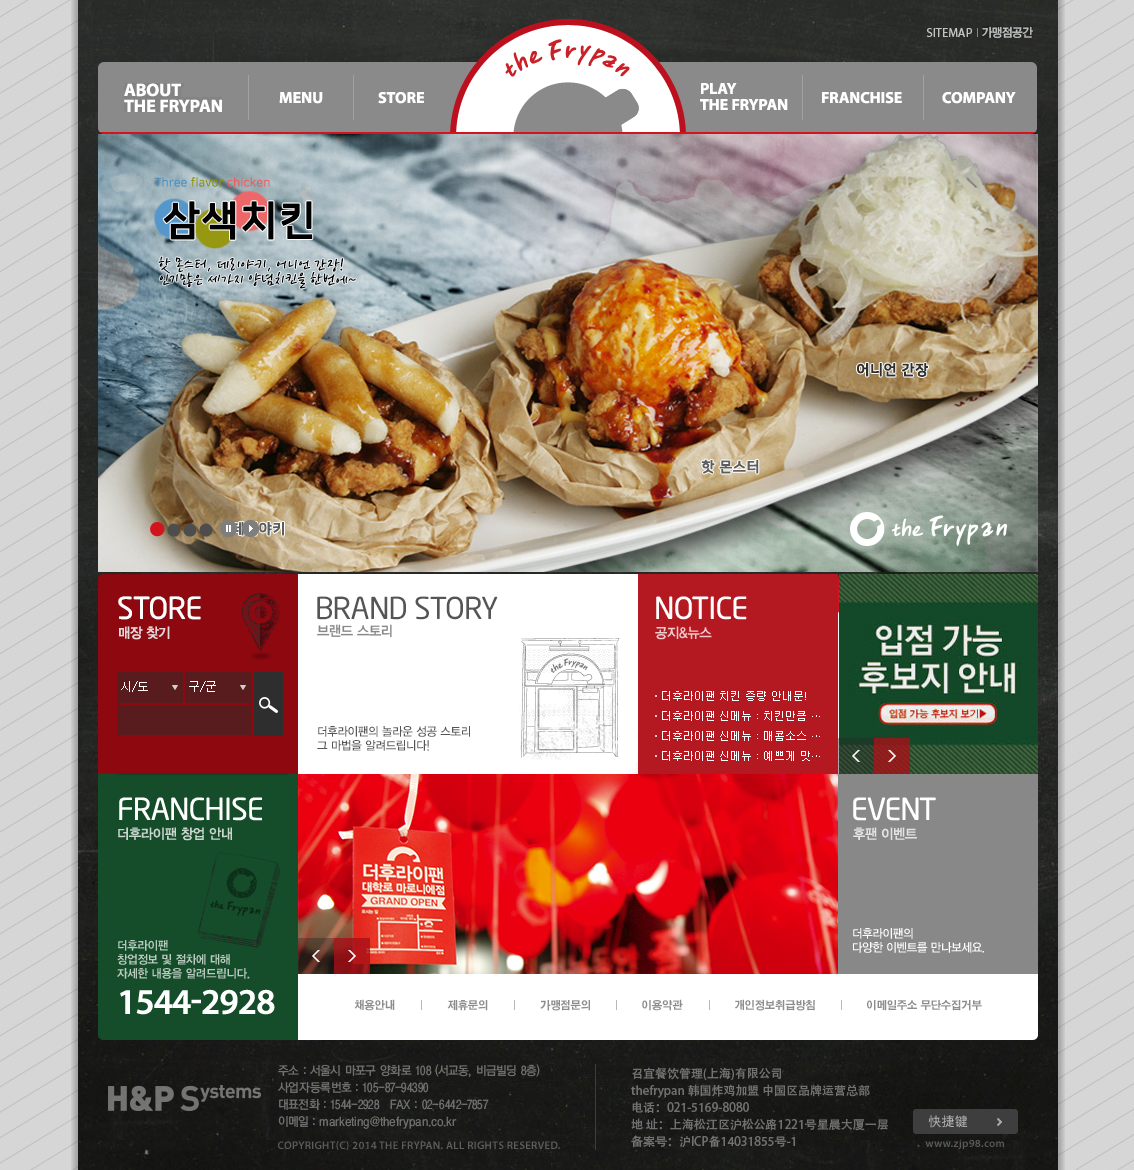 SITEMAP | 가맹점공간
the Frypan
ABOUT
THE FRYPAN
MENU
STORE
PLAY
THE FRYPAN
FRANCHISE
COMPANY
Three flavor chicken
삼색치킨
핫 몬스터, 데리야키, 어니언 간장!
인기많은 세가지 양념치킨을 한번에~
어니언 간장
핫 몬스터
야키
the Frypan
STORE
매장 찾기
시/도
구/군
BRAND STORY
브랜드 스토리
the Frypan
더후라이팬의 놀라운 성공 스토리
그 마법을 알려드립니다!
NOTICE
공지&뉴스
· 더후라이팬 치킨 증량 안내문!
· 더후라이팬 신메뉴 : 치킨만큼 …
· 더후라이팬 신메뉴 : 매콤소스 …
· 더후라이팬 신메뉴 : 예쁘게 맛…
입점 가능
후보지 안내
입점 가능 후보지 보기▶
FRANCHISE
더후라이팬 창업 안내
the Frypan
더후라이팬
창업정보 및 절차에 대해
자세한 내용을 알려드립니다.
1544-2928
더후라이팬
대학로 마로니에점
GRAND OPEN
EVENT
후팬 이벤트
더후라이팬의
다양한 이벤트를 만나보세요.
채용안내
제휴문의
가맹점문의
이용약관
개인정보취급방침
이메일주소 무단수집거부
H&P Systems
주소 : 서울시 마포구 양화로 108 (서교동, 비금빌딩 8층)
사업자등록번호 : 105-87-94390
대표전화 : 1544-2928 FAX : 02-6442-7857
이메일 : marketing@thefrypan.co.kr
COPYRIGHT(C) 2014 THE FRYPAN. ALL RIGHTS RESERVED.
召宜餐饮管理(上海)有限公司
thefrypan 韩国炸鸡加盟 中国区品牌运营总部
电话：021-5169-8080
地 址：上海松江区沪松公路1221号星晨大厦一层
备案号：沪ICP备14031855号-1
快捷键
www.zjp98.com